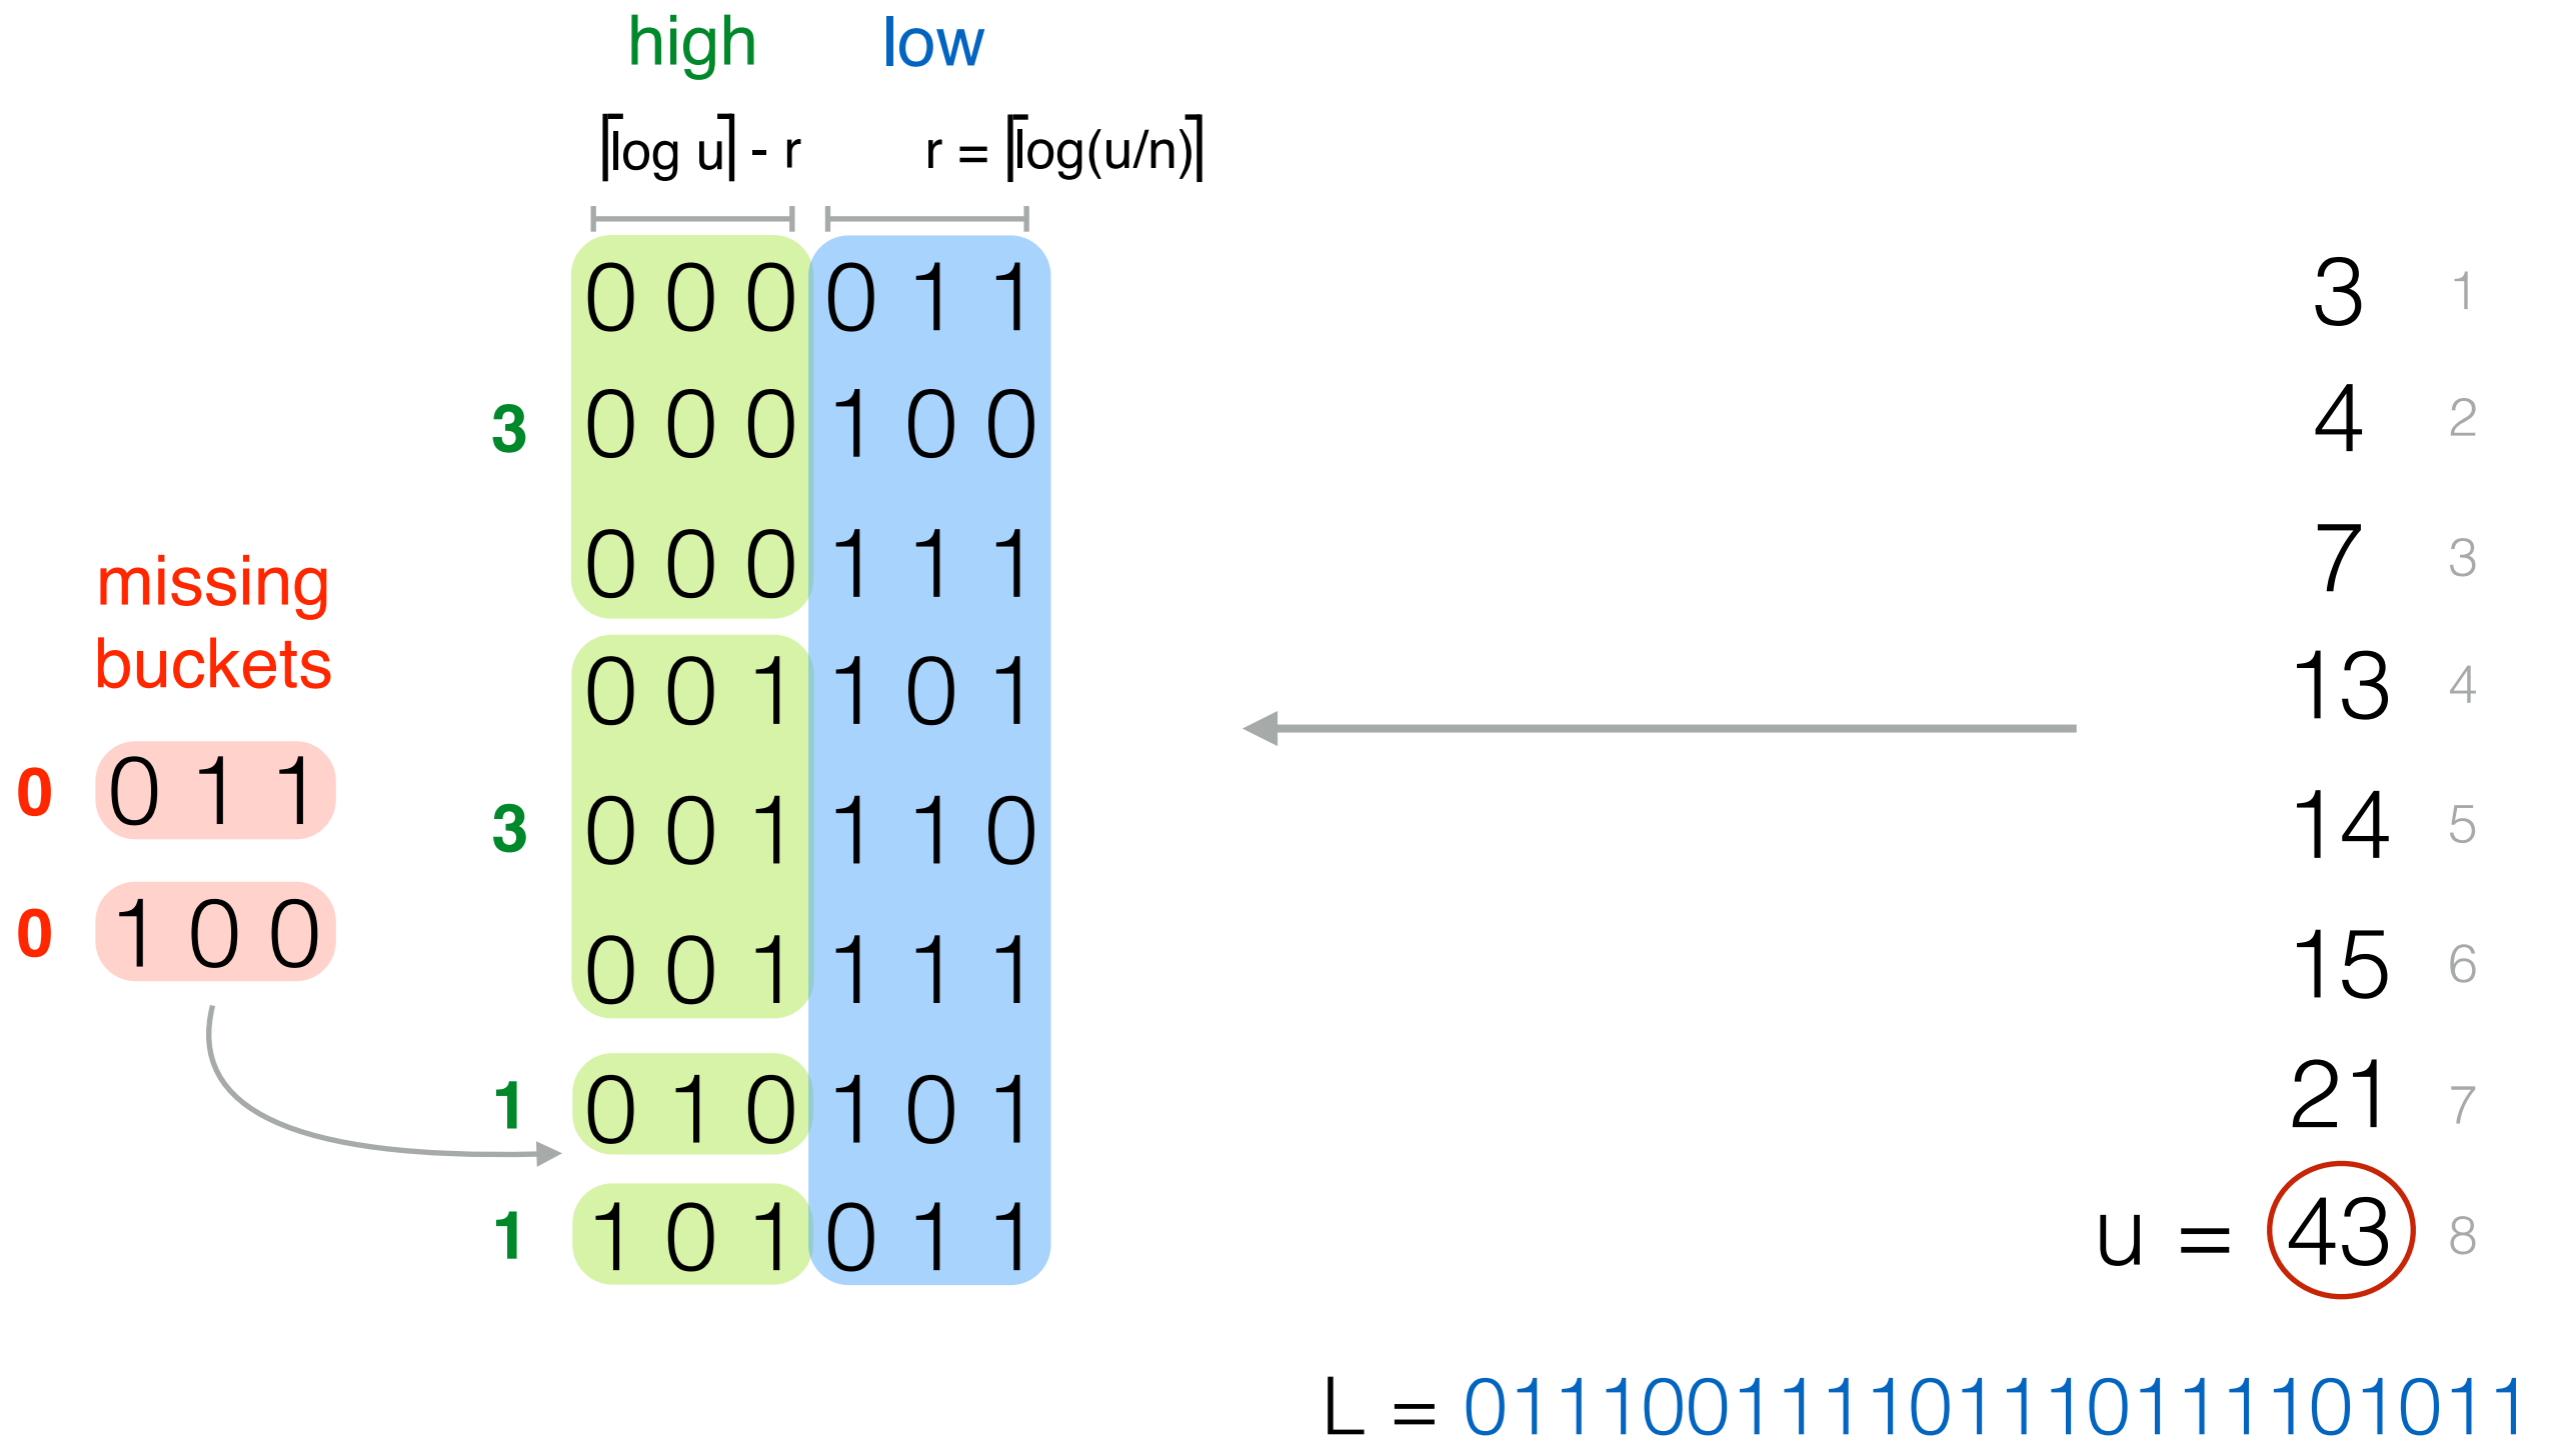 high low
⌈log u⌉ - r r = ⌈log(u/n)⌉
0 0 0 0 1 1 3 1
3 0 0 0 1 0 0 4 2
0 0 0 1 1 1 7 3
missing
buckets
0 0 1 1 0 1 13 4
0 0 1 1
3 0 0 1 1 1 0 14 5
0 1 0 0
0 0 1 1 1 1 15 6
1 0 1 0 1 0 1 21 7
1 1 0 1 0 1 1 u = 43 8
L = 011100111101110111101011